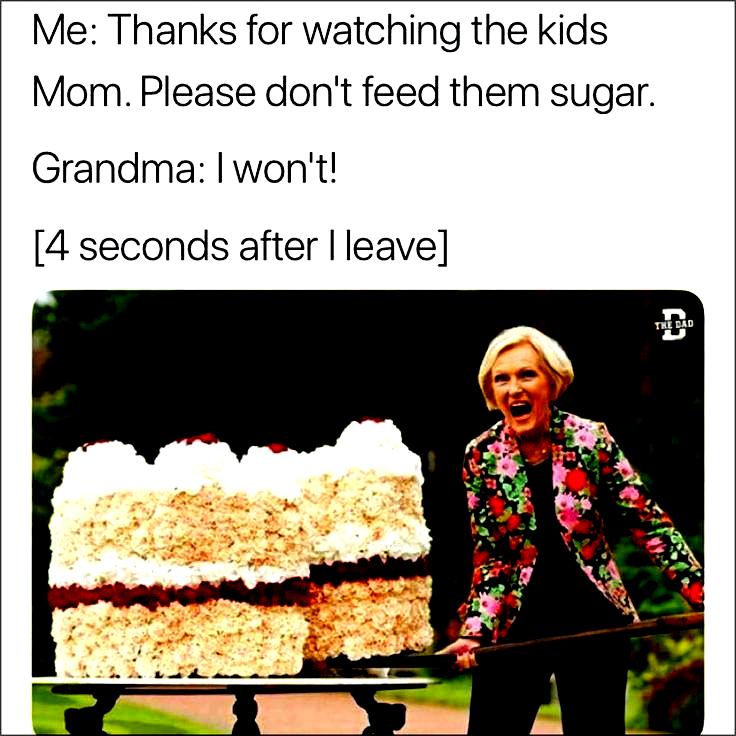 Me: Thanks for watching the kids
Mom. Please don't feed them sugar.
Grandma: I won't!
[4 seconds after I leave]
D
THE DAD